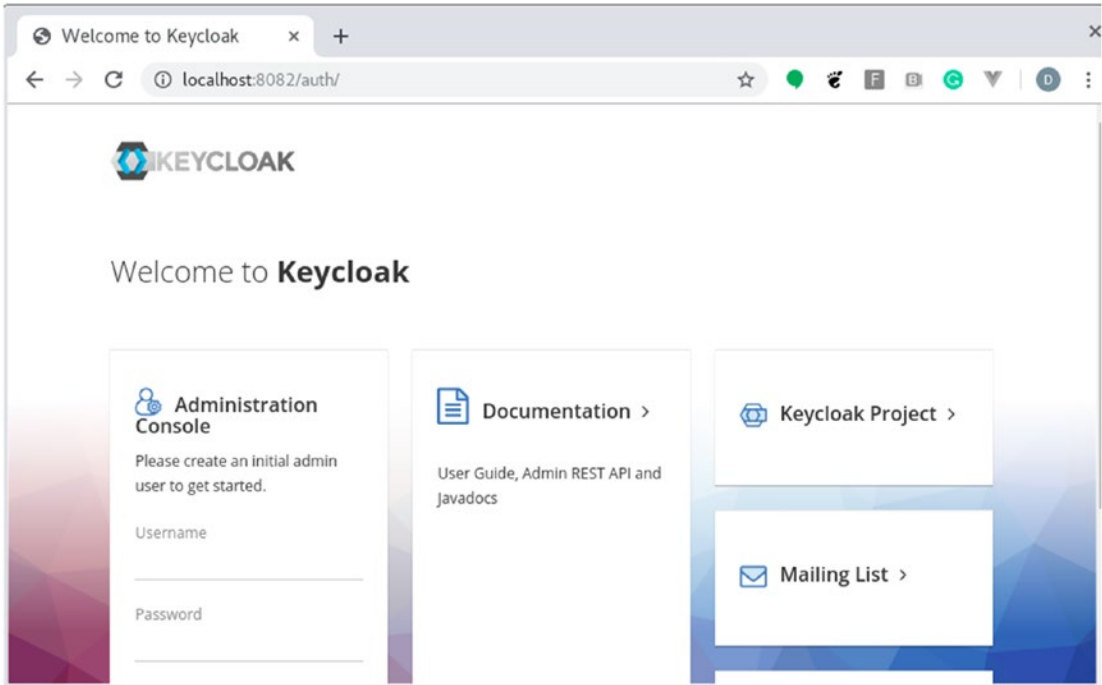 Welcome to Keycloak
localhost:8082/auth/
F
B
G
D
KEYCLOAK
Welcome to Keycloak
Administration
Console
Please create an initial admin
user to get started.
Username
Password
Documentation >
User Guide, Admin REST API and
Javadocs
Keycloak Project >
Mailing List >